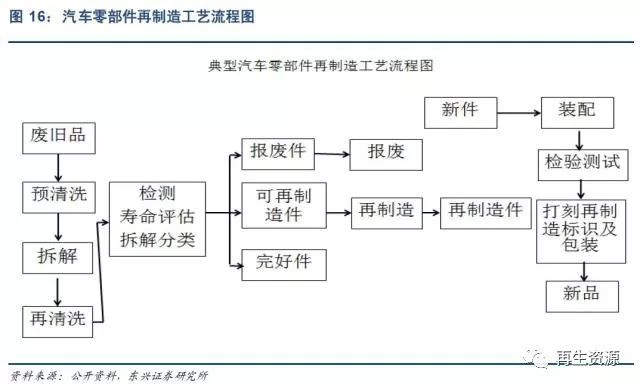 图 16：汽车零部件再制造工艺流程图
典型汽车零部件再制造工艺流程图
废旧品
预清洗
拆解
再清洗
检测
寿命评估
拆解分类
报废件
报废
可再制
造件
再制造
再制造件
完好件
新件
装配
检验测试
打刻再制
造标识及
包装
新品
资料来源：公开资料，东兴证券研究所
再生资源